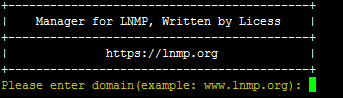 +-------------------------------------------+
|    Manager for LNMP, Written by Licess    |
+-------------------------------------------+
|              https://lnmp.org             |
+-------------------------------------------+
Please enter domain(example: www.lnmp.org):